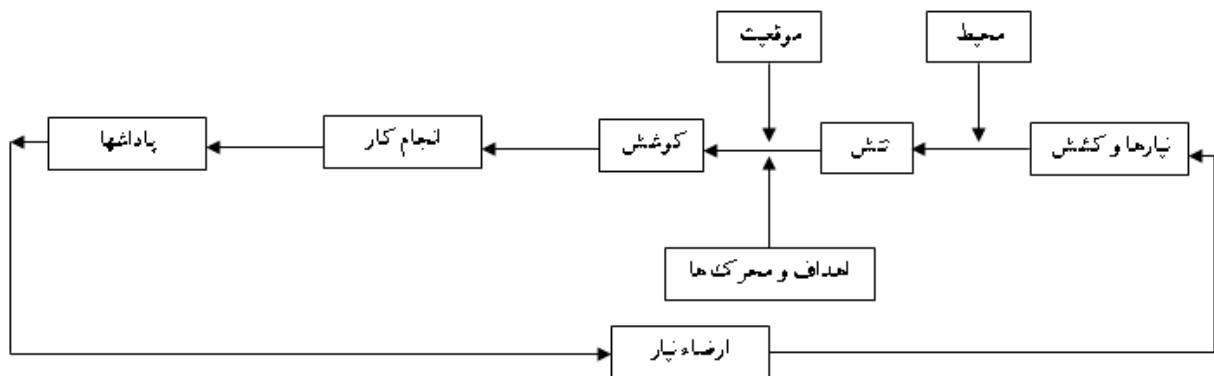 موقعیت
محیط
نیازها و کشش
تنش
کوشش
انجام کار
پاداشها
اهداف و محرک ها
ارضاء نیاز